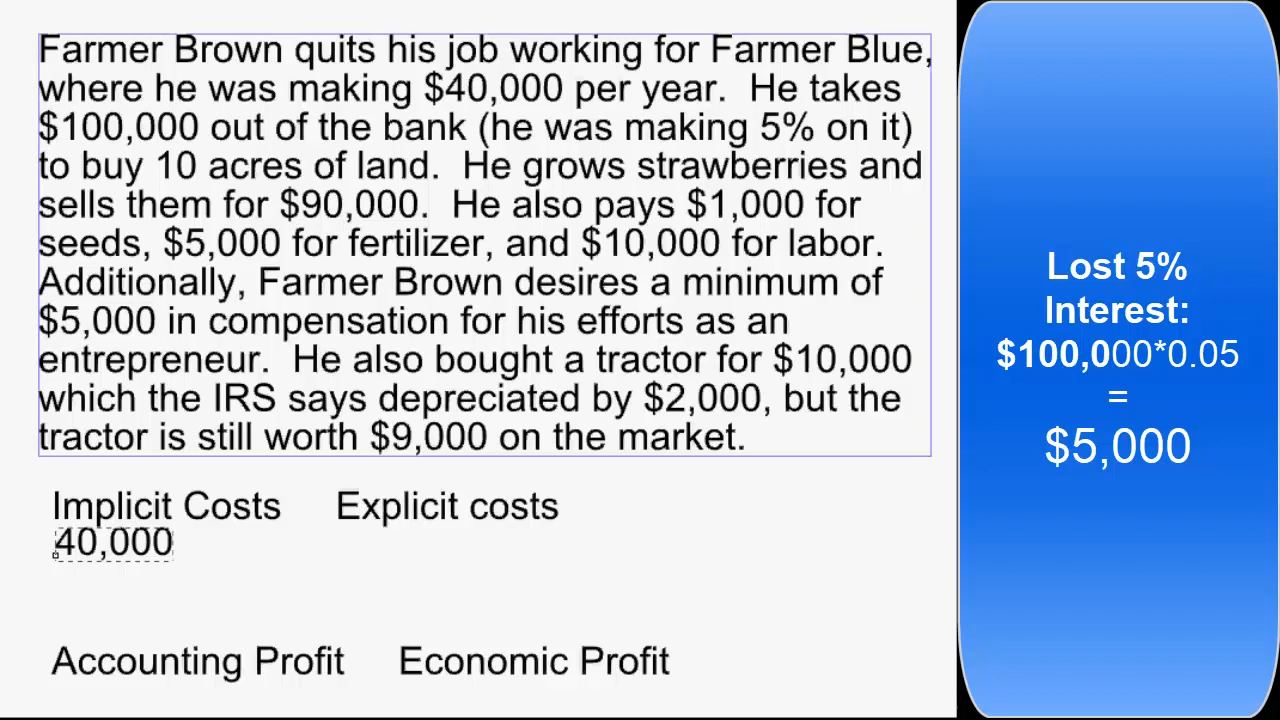 Farmer Brown quits his job working for Farmer Blue,
where he was making $40,000 per year.  He takes
$100,000 out of the bank (he was making 5% on it)
to buy 10 acres of land.  He grows strawberries and
sells them for $90,000.  He also pays $1,000 for
seeds, $5,000 for fertilizer, and $10,000 for labor.
Additionally, Farmer Brown desires a minimum of
$5,000 in compensation for his efforts as an
entrepreneur.  He also bought a tractor for $10,000
which the IRS says depreciated by $2,000, but the
tractor is still worth $9,000 on the market.
Implicit Costs Explicit costs
40,000
Accounting Profit Economic Profit
Lost 5%
Interest:
$100,000*0.05
=
$5,000